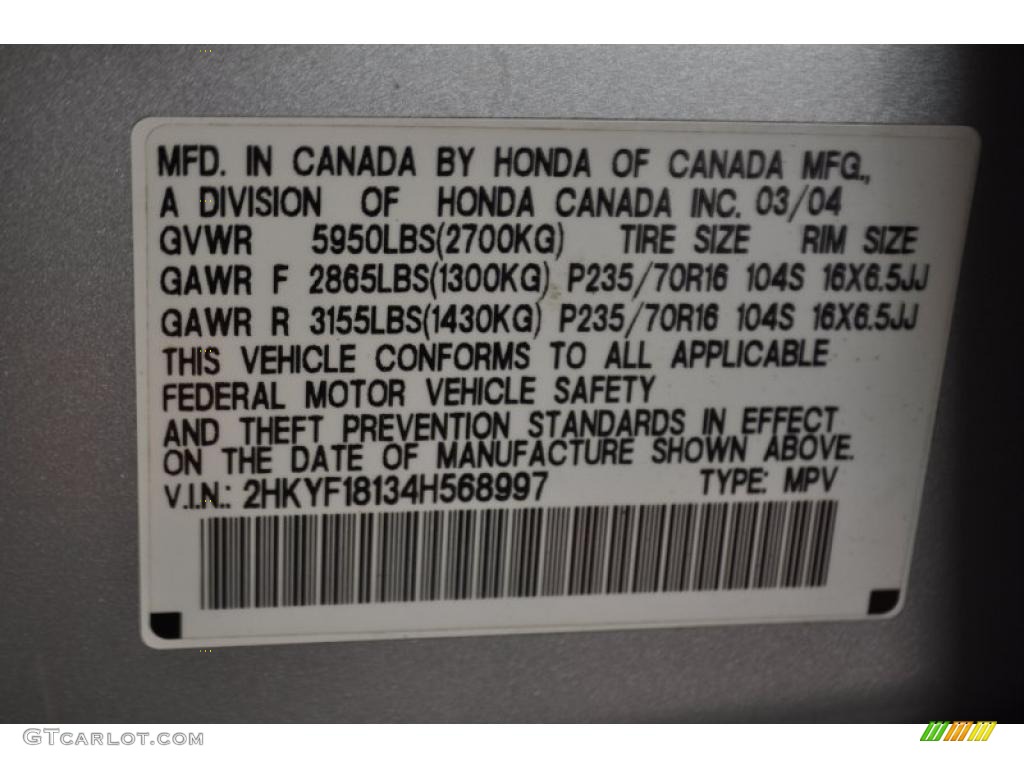 MFD. IN CANADA BY HONDA OF CANADA MFG.,
A DIVISION OF HONDA CANADA INC. 03/04
GVWR 5950LBS(2700KG) TIRE SIZE RIM SIZE
GAWR F 2865LBS(1300KG) P235/70R16 104S 16X6.5JJ
GAWR R 3155LBS(1430KG) P235/70R16 104S 16X6.5JJ
THIS VEHICLE CONFORMS TO ALL APPLICABLE
FEDERAL MOTOR VEHICLE SAFETY
AND THEFT PREVENTION STANDARDS IN EFFECT
ON THE DATE OF MANUFACTURE SHOWN ABOVE.
V.I.N.: 2HKYF18134H568997 TYPE: MPV
GTCARLOT.COM